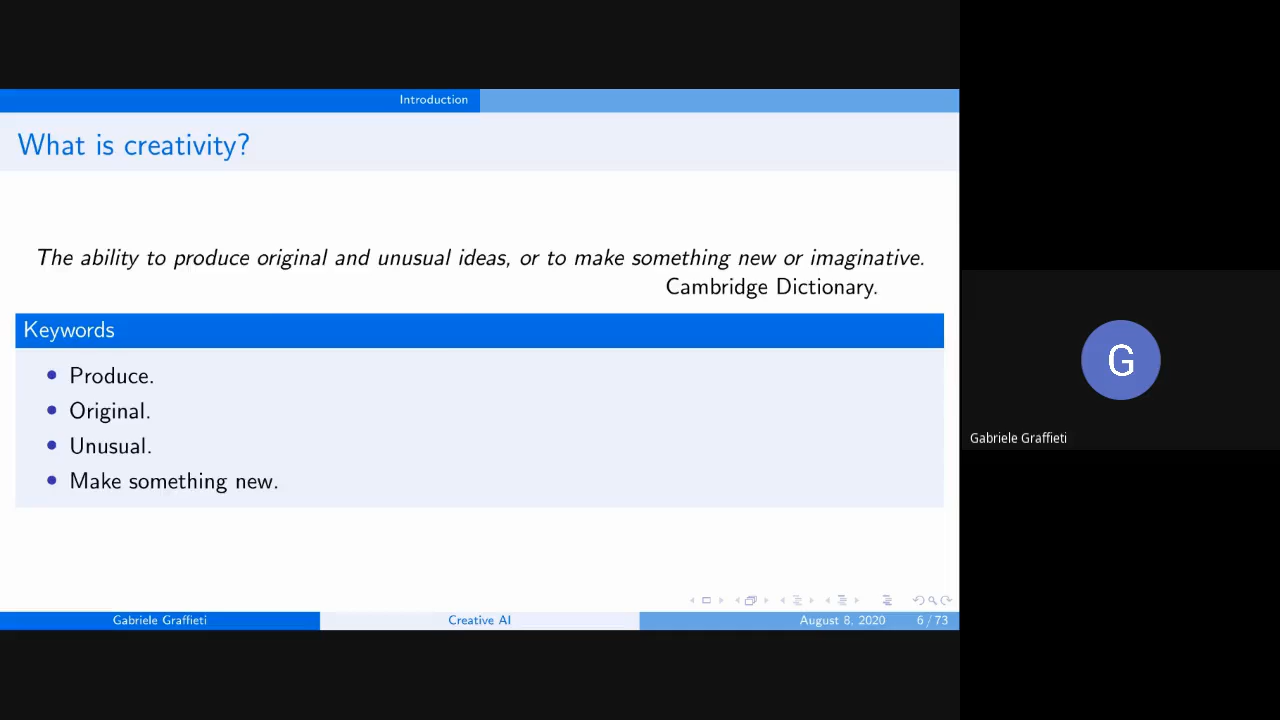 Introduction
What is creativity?
The ability to produce original and unusual ideas, or to make something new or imaginative.
Cambridge Dictionary.
Keywords
• Produce.
• Original.
• Unusual.
• Make something new.
Gabriele Graffieti
Creative AI
August 8, 2020
6 / 73
G
Gabriele Graffieti